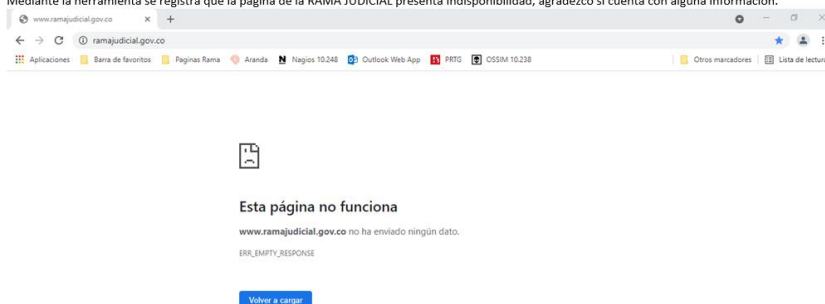 Mediante la herramienta se registra que la página de la RAMA JUDICIAL presenta indisponibilidad, agradezco si cuenta con alguna información.
www.ramajudicial.gov.co
ramajudicial.gov.co
Aplicaciones Barra de favoritos Paginas Rama Aranda Nagios 10.248 Outlook Web App PRTG OSSIM 10.238 Otros marcadores Lista de lectura
Esta página no funciona
www.ramajudicial.gov.co no ha enviado ningún dato.
ERR_EMPTY_RESPONSE
Volver a cargar